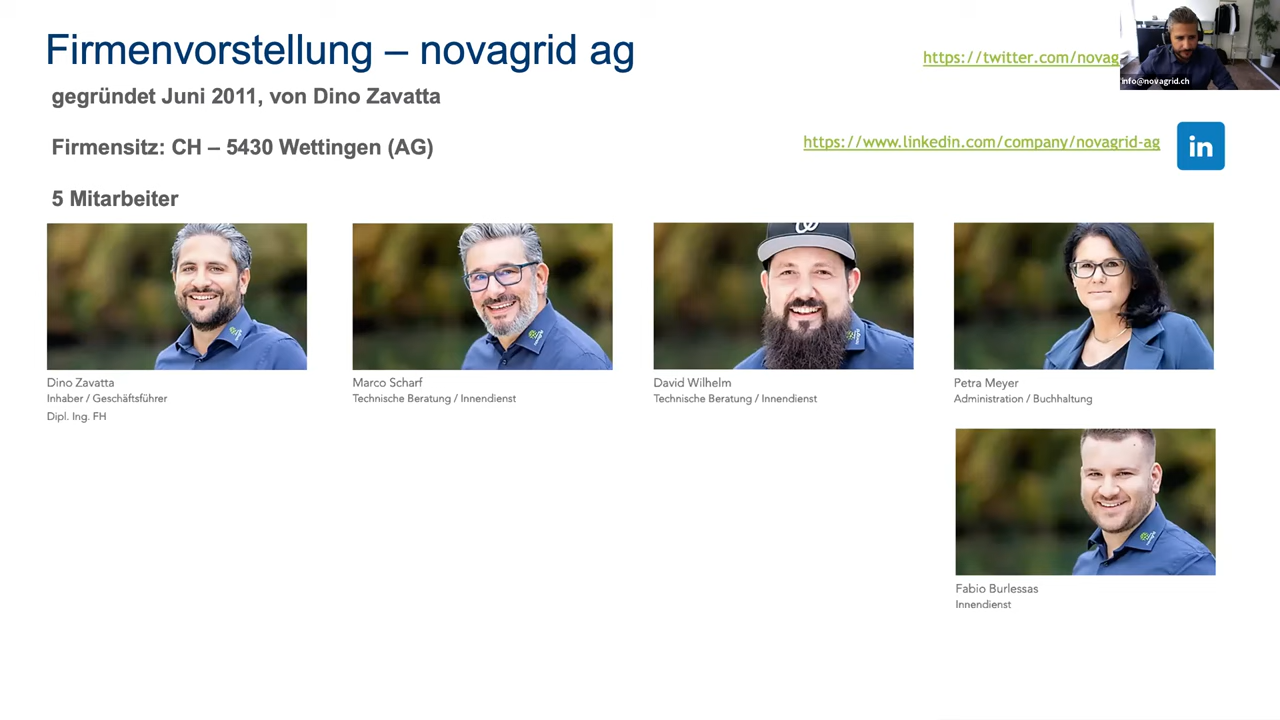 Firmenvorstellung – novagrid ag
https://twitter.com/novag
info@novagrid.ch
gegründet Juni 2011, von Dino Zavatta
Firmensitz: CH – 5430 Wettingen (AG)
https://www.linkedin.com/company/novagrid-ag
in
5 Mitarbeiter
Dino Zavatta
Inhaber / Geschäftsführer
Dipl. Ing. FH
Marco Scharf
Technische Beratung / Innendienst
David Wilhelm
Technische Beratung / Innendienst
Petra Meyer
Administration / Buchhaltung
Fabio Burlessas
Innendienst